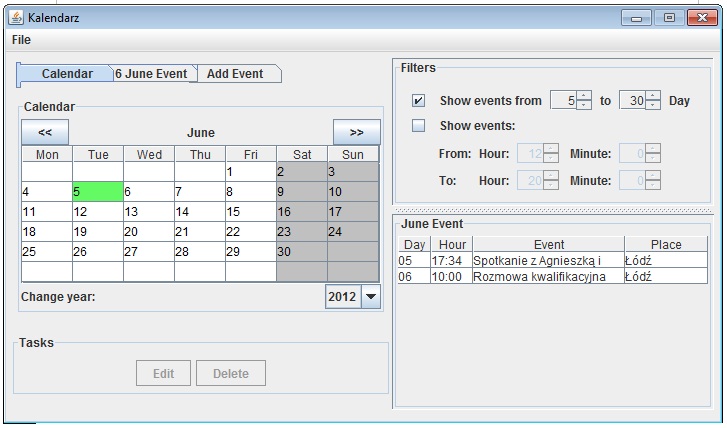 Kalendarz
File
Calendar 6 June Event Add Event
Calendar
<< June >>
Mon Tue Wed Thu Fri Sat Sun
1 2 3
4 5 6 7 8 9 10
11 12 13 14 15 16 17
18 19 20 21 22 23 24
25 26 27 28 29 30
Change year: 2012
Tasks
Edit Delete
Filters
Show events from 5 to 30 Day
Show events:
From: Hour: 12 Minute: 0
To: Hour: 20 Minute: 0
June Event
Day Hour Event Place
05 17:34 Spotkanie z Agnieszką i Łódź
06 10:00 Rozmowa kwalifikacyjna Łódź